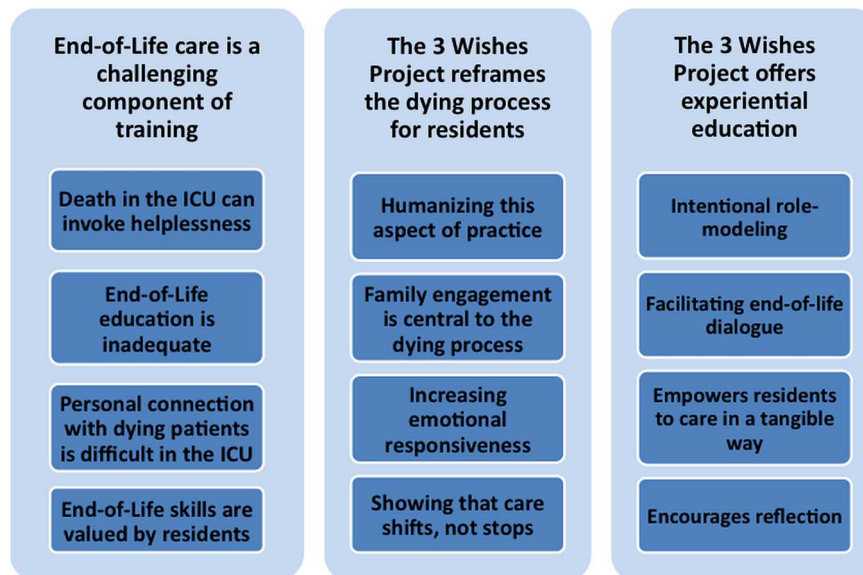 End-of-Life care is a
challenging
component of
training
Death in the ICU can
invoke helplessness
End-of-Life
education is
inadequate
Personal connection
with dying patients
is difficult in the ICU
End-of-Life skills are
valued by residents
The 3 Wishes
Project reframes
the dying process
for residents
Humanizing this
aspect of practice
Family engagement
is central to the
dying process
Increasing
emotional
responsiveness
Showing that care
shifts, not stops
The 3 Wishes
Project offers
experiential
education
Intentional role-
modeling
Facilitating end-of-life
dialogue
Empowers residents
to care in a tangible
way
Encourages reflection